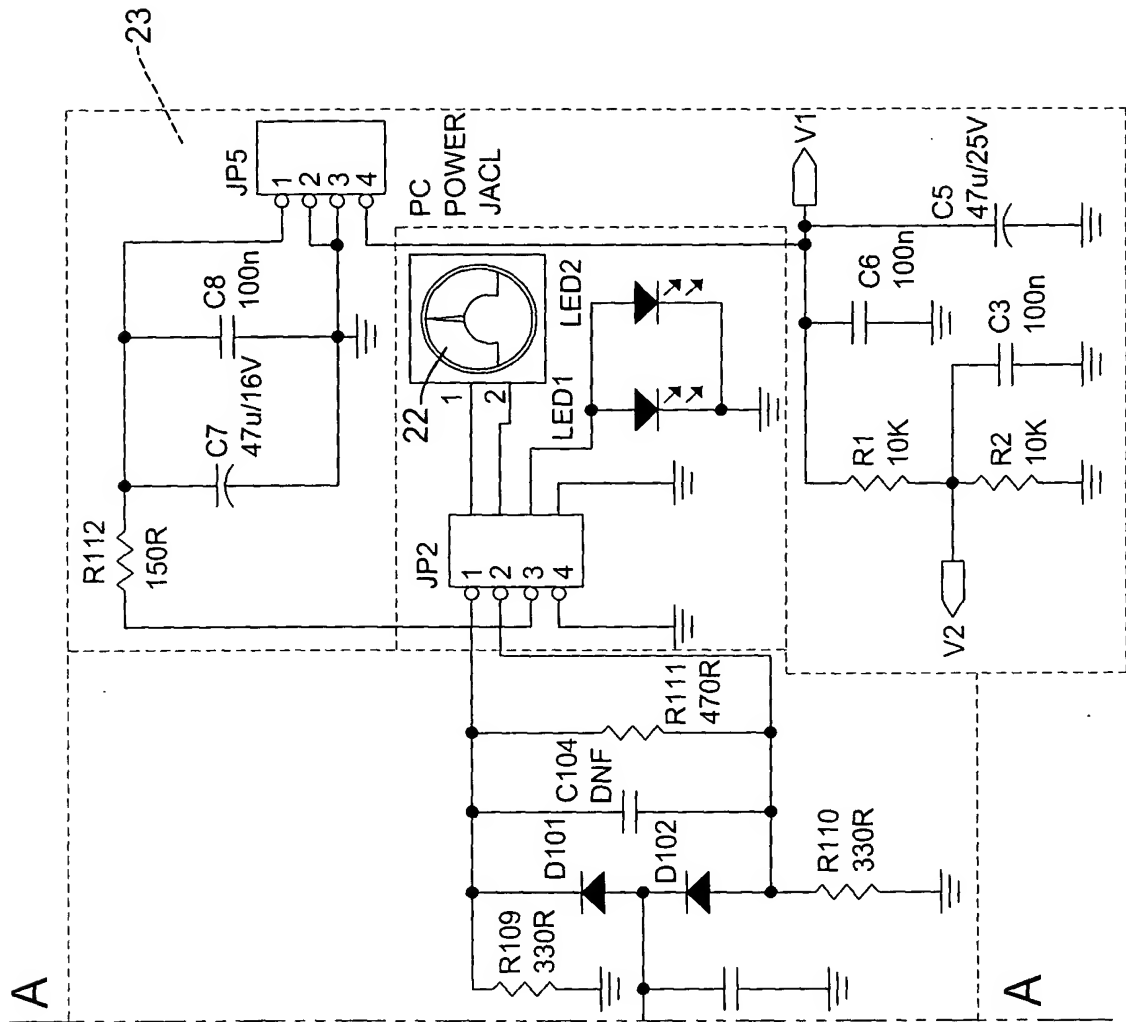 23
JP5
1
2
3
4
PC
POWER
JACL
C8
100n
C7
47u/16V
R112
150R
22
1
2
LED1
LED2
JP2
1
2
3
4
V1
C5
47u/25V
C6
100n
C3
100n
R1
10K
R2
10K
V2
R111
470R
C104
DNF
D101
D102
R109
330R
R110
330R
A
A